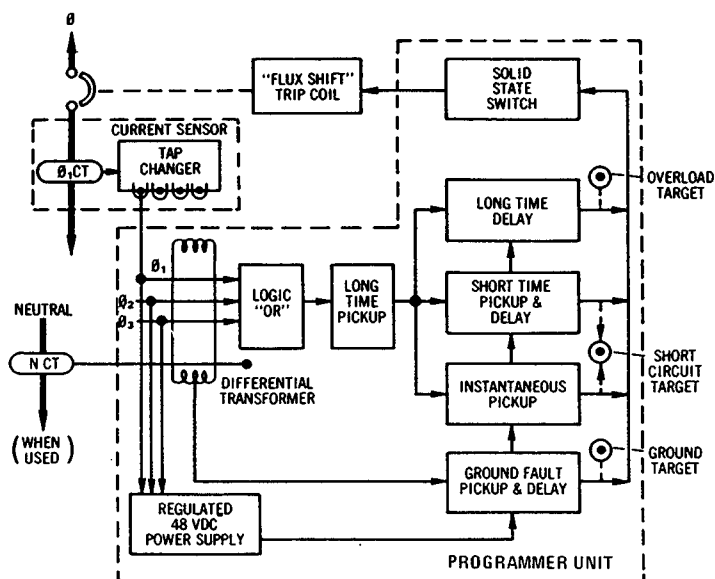 Ø
"FLUX SHIFT"
TRIP COIL
SOLID
STATE
SWITCH
CURRENT SENSOR
TAP
CHANGER
Ø₁CT
OVERLOAD
TARGET
LONG TIME
DELAY
Ø₁
Ø₂
Ø₃
LOGIC
"OR"
LONG
TIME
PICKUP
SHORT TIME
PICKUP &
DELAY
NEUTRAL
N CT
(WHEN
USED)
DIFFERENTIAL
TRANSFORMER
INSTANTANEOUS
PICKUP
SHORT
CIRCUIT
TARGET
GROUND
TARGET
GROUND FAULT
PICKUP & DELAY
REGULATED
48 VDC
POWER SUPPLY
PROGRAMMER UNIT